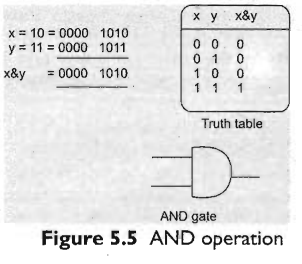 x = 10 = 0000 1010
y = 11 = 0000 1011
x&y = 0000 1010
x y x&y
0 0 0
0 1 0
1 0 0
1 1 1
Truth table
AND gate
Figure 5.5 AND operation